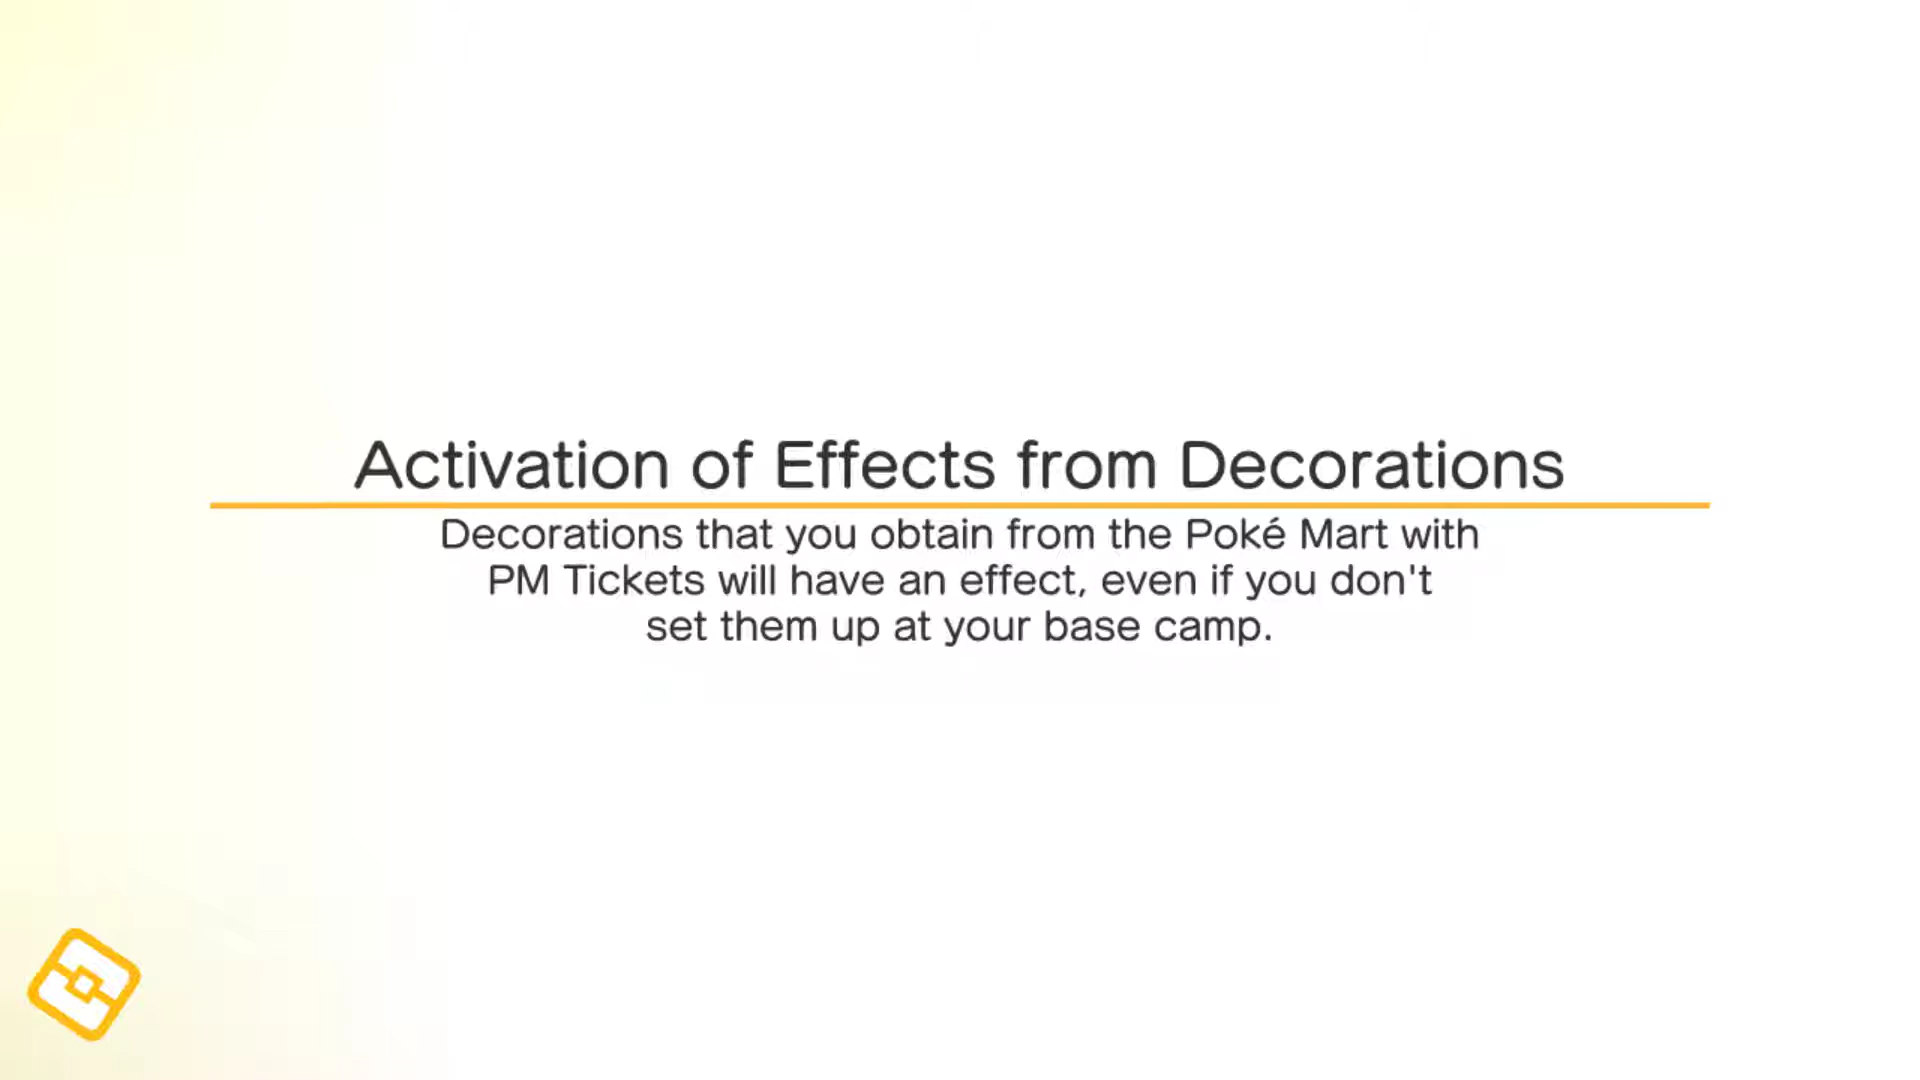 Activation of Effects from Decorations
Decorations that you obtain from the Poké Mart with
PM Tickets will have an effect, even if you don't
set them up at your base camp.